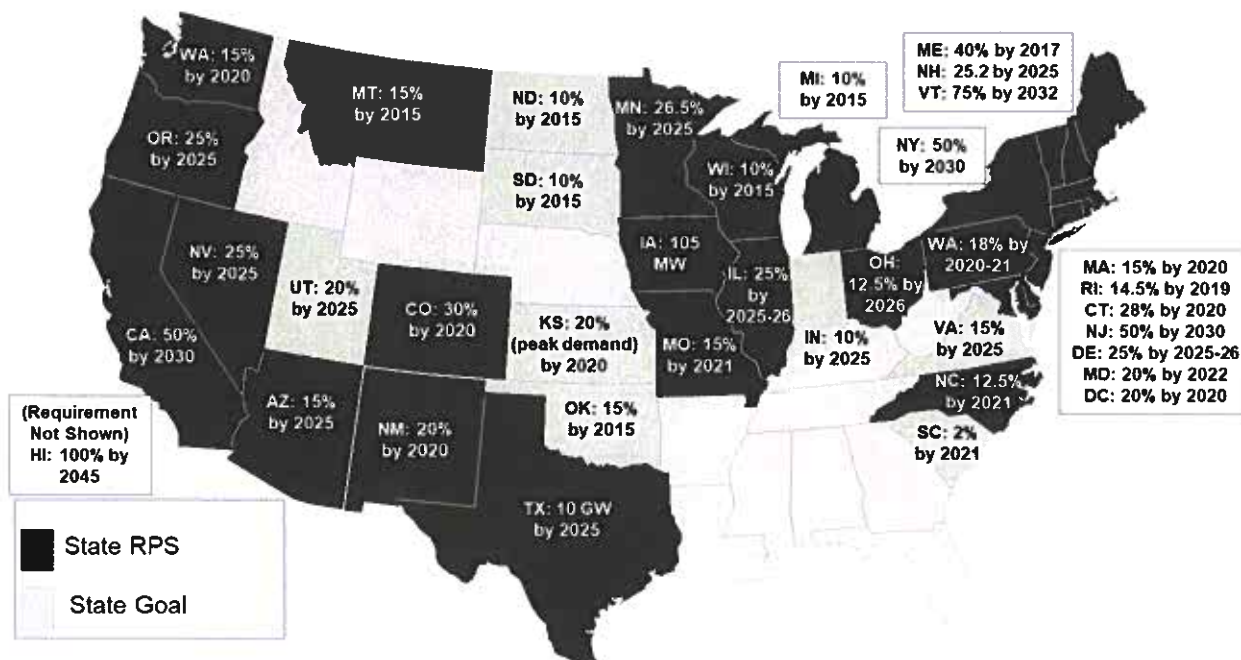 WA: 15%
by 2020
MT: 15%
by 2015
ND: 10%
by 2015
MN: 26.5%
by 2025
MI: 10%
by 2015
ME: 40% by 2017
NH: 25.2 by 2025
VT: 75% by 2032
OR: 25%
by 2025
SD: 10%
by 2015
WI: 10%
by 2015
NY: 50%
by 2030
NV: 25%
by 2025
UT: 20%
by 2025
CO: 30%
by 2020
KS: 20%
(peak demand)
by 2020
IA: 105
MW
IL: 25%
by
2025-26
OH:
12.5% by
2026
WA: 18% by
2020-21
MA: 15% by 2020
RI: 14.5% by 2019
CT: 28% by 2020
NJ: 50% by 2030
DE: 25% by 2025-26
MD: 20% by 2022
DC: 20% by 2020
CA: 50%
by 2030
MO: 15%
by 2021
IN: 10%
by 2025
VA: 15%
by 2025
NC: 12.5%
by 2021
AZ: 15%
by 2025
NM: 20%
by 2020
OK: 15%
by 2015
SC: 2%
by 2021
(Requirement
Not Shown)
HI: 100% by
2045
TX: 10 GW
by 2025
State RPS
State Goal